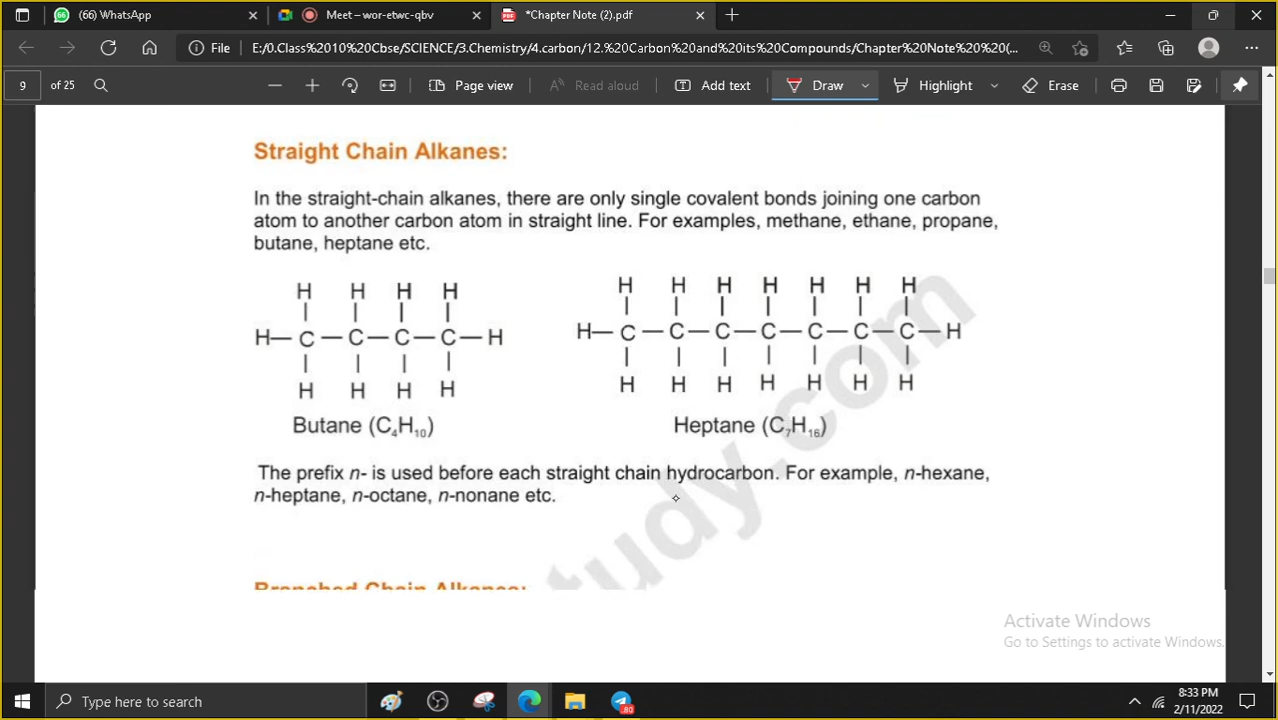 (66) WhatsApp
Meet – wor-etwc-qbv
*Chapter Note (2).pdf
File
E:/0.Class%2010%20Cbse/SCIENCE/3.Chemistry/4.carbon/12.%20Carbon%20and%20its%20Compounds/Chapter%20Note%20%20(...
9 of 25
Page view
Read aloud
Add text
Draw
Highlight
Erase
Straight Chain Alkanes:
In the straight-chain alkanes, there are only single covalent bonds joining one carbon
atom to another carbon atom in straight line. For examples, methane, ethane, propane,
butane, heptane etc.
H H H H
H— C — C — C — C — H
H H H H
Butane (C₄H₁₀)
H H H H H H H
H— C — C — C — C — C — C — C — H
H H H H H H H
Heptane (C₇H₁₆)
The prefix n- is used before each straight chain hydrocarbon. For example, n-hexane,
n-heptane, n-octane, n-nonane etc.
tudy.com
Branched Chain Alkanes:
Activate Windows
Go to Settings to activate Windows.
Type here to search
80
8:33 PM
2/11/2022